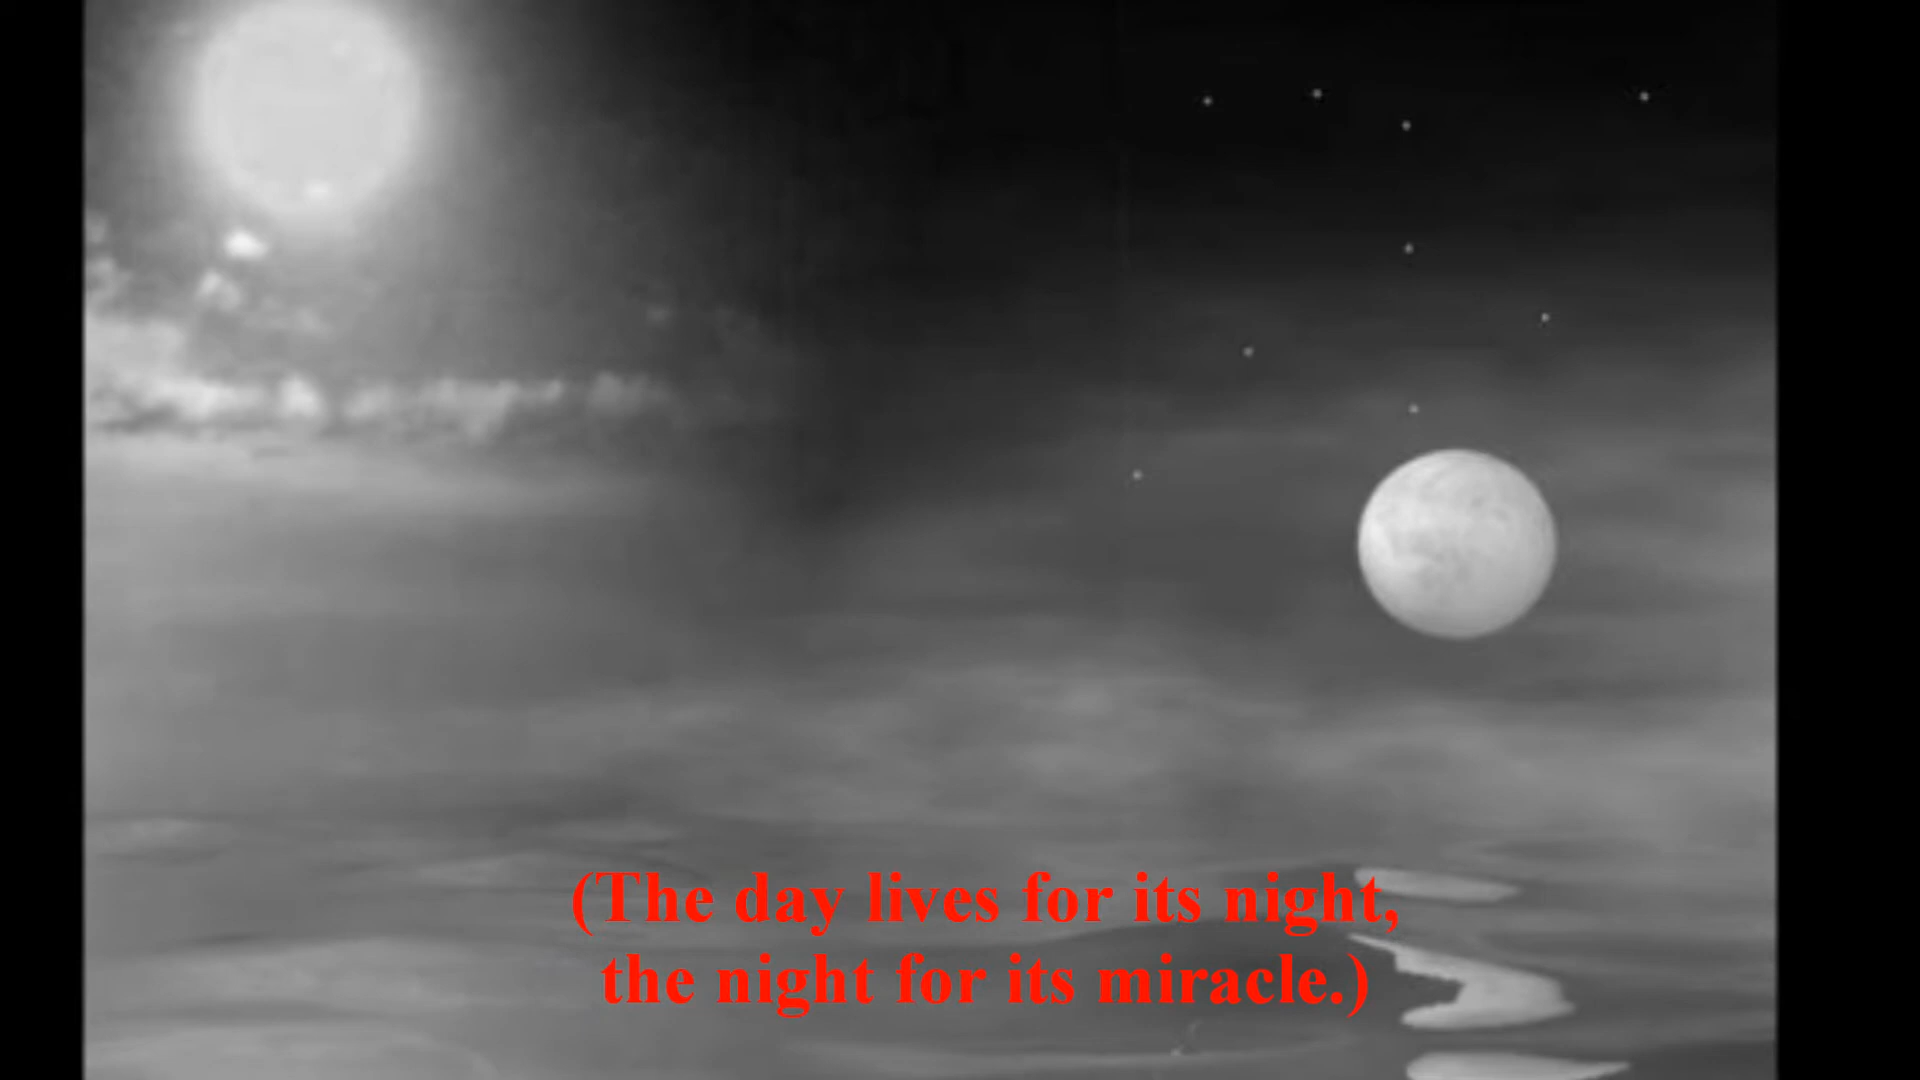 (The day lives for its night,
the night for its miracle.)